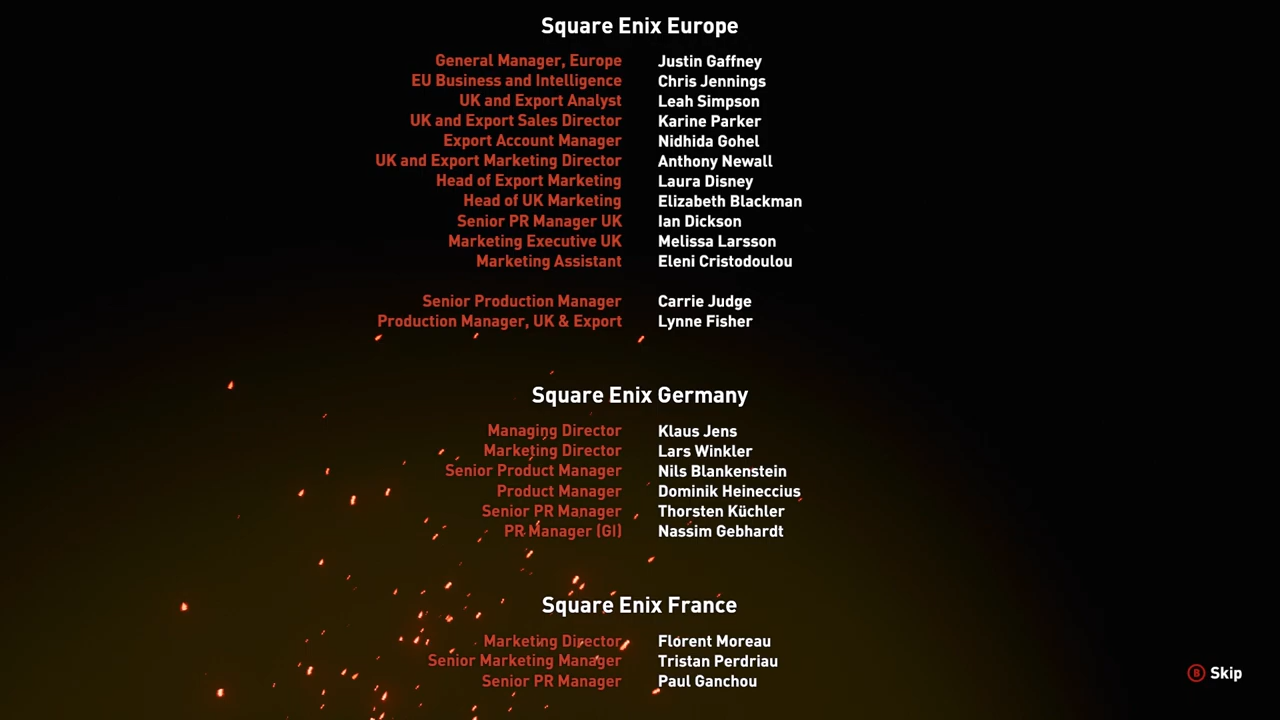 Square Enix Europe
General Manager, Europe Justin Gaffney
EU Business and Intelligence Chris Jennings
UK and Export Analyst Leah Simpson
UK and Export Sales Director Karine Parker
Export Account Manager Nidhida Gohel
UK and Export Marketing Director Anthony Newall
Head of Export Marketing Laura Disney
Head of UK Marketing Elizabeth Blackman
Senior PR Manager UK Ian Dickson
Marketing Executive UK Melissa Larsson
Marketing Assistant Eleni Cristodoulou
Senior Production Manager Carrie Judge
Production Manager, UK & Export Lynne Fisher
Square Enix Germany
Managing Director Klaus Jens
Marketing Director Lars Winkler
Senior Product Manager Nils Blankenstein
Product Manager Dominik Heineccius
Senior PR Manager Thorsten Küchler
PR Manager (GI) Nassim Gebhardt
Square Enix France
Marketing Director Florent Moreau
Senior Marketing Manager Tristan Perdriau
Senior PR Manager Paul Ganchou
B Skip